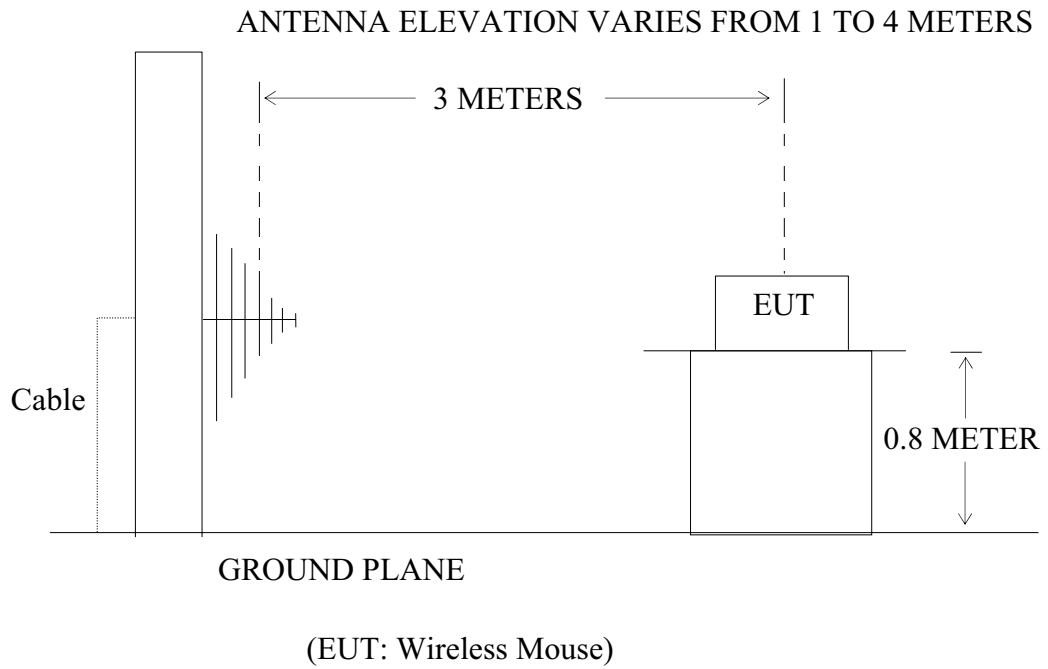 ANTENNA ELEVATION VARIES FROM 1 TO 4 METERS
3 METERS
EUT
Cable
0.8 METER
GROUND PLANE
(EUT: Wireless Mouse)